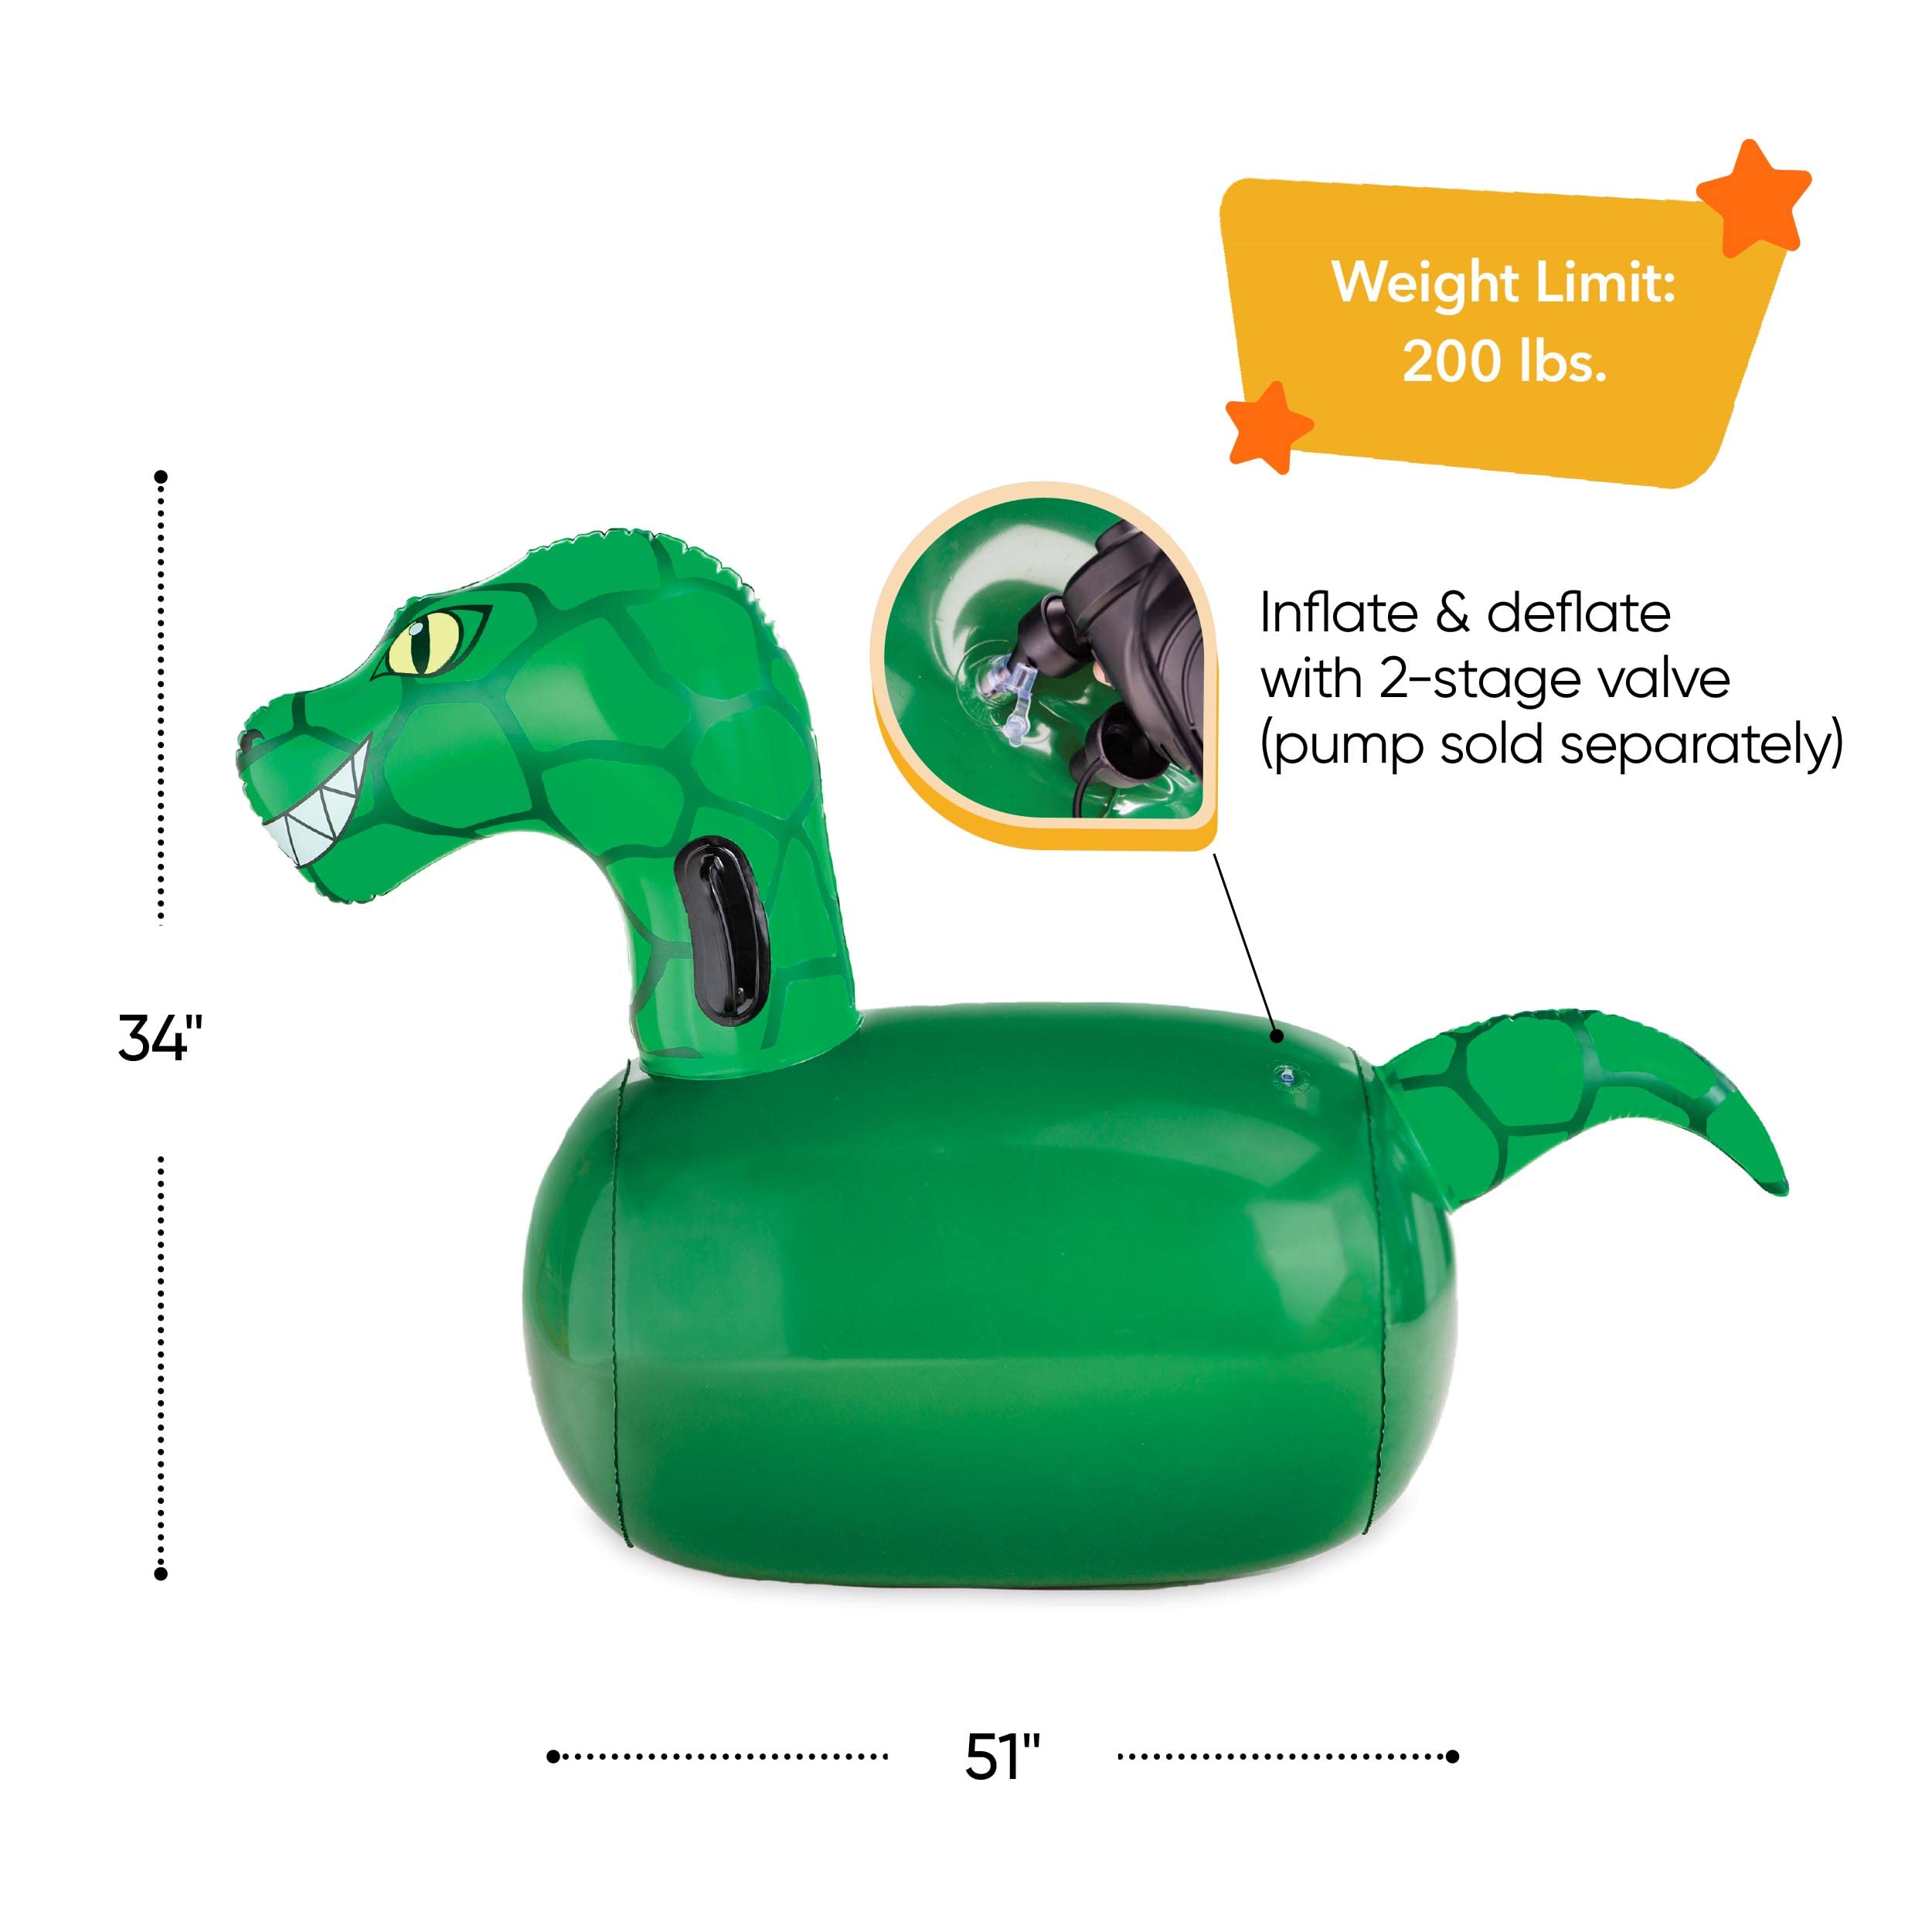 Weight Limit:
200 lbs.
Inflate & deflate
with 2-stage valve
(pump sold separately)
34"
51"